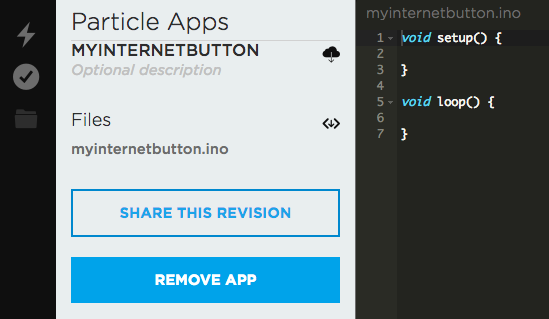 Particle Apps
MYINTERNETBUTTON
Optional description
Files
myinternetbutton.ino
SHARE THIS REVISION
REMOVE APP
myinternetbutton.ino
1 void setup() {
2
3 }
4
5 void loop() {
6
7 }